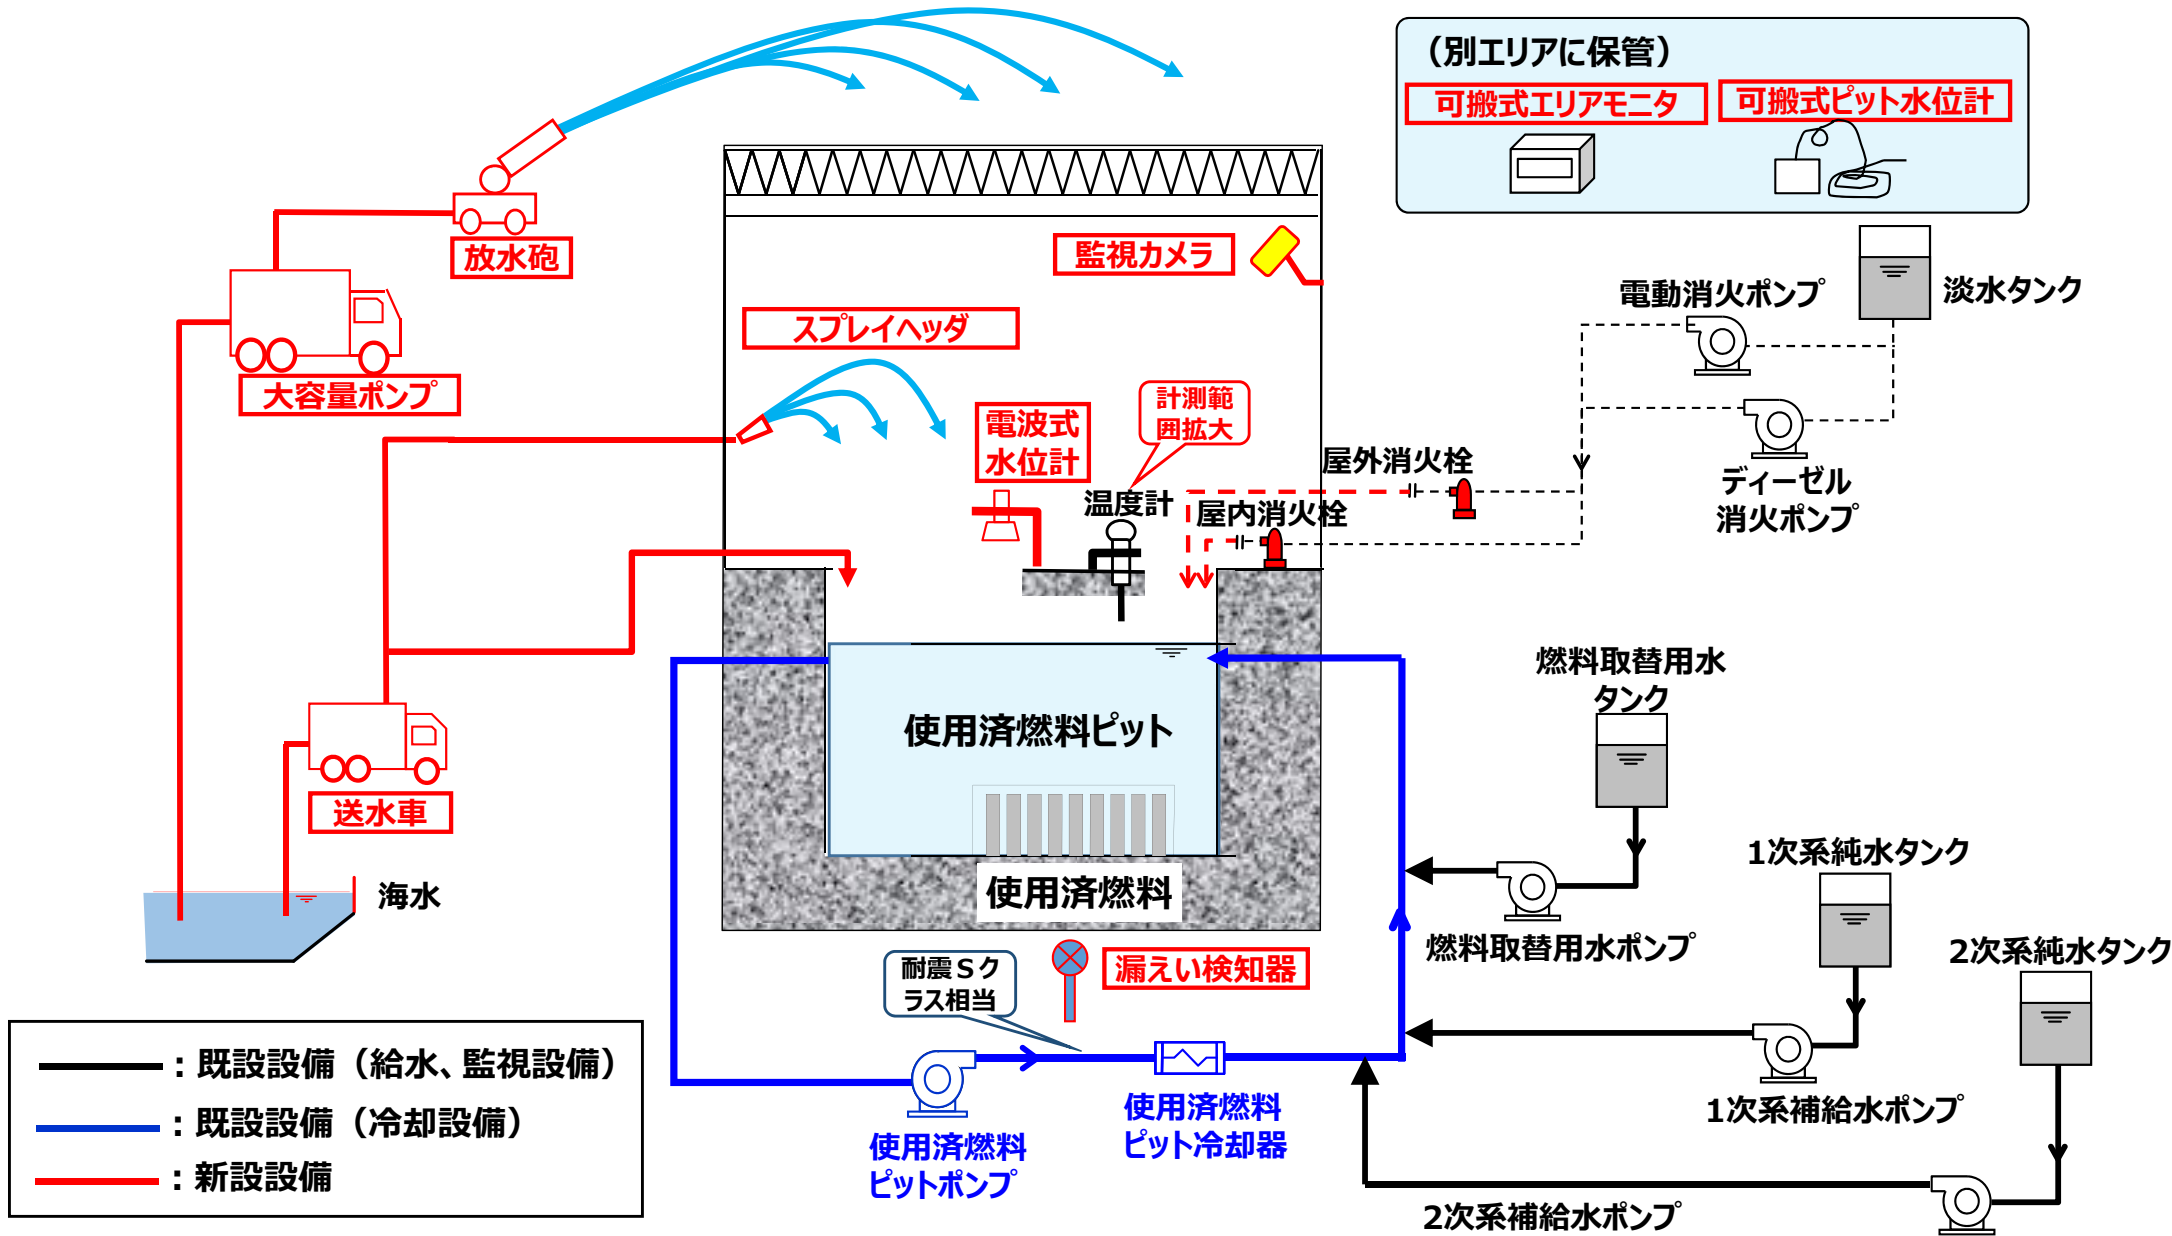 （別エリアに保管）
可搬式エリアモニタ
可搬式ピット水位計
放水砲
監視カメラ
電動消火ポンプ
淡水タンク
スプレイヘッダ
大容量ポンプ
計測範
囲拡大
電波式
水位計
屋外消火栓
ディーゼル
消火ポンプ
温度計
屋内消火栓
燃料取替用水
タンク
使用済燃料ピット
送水車
1次系純水タンク
海水
使用済燃料
燃料取替用水ポンプ
2次系純水タンク
耐震Ｓク
ラス相当
漏えい検知器
：既設設備（給水、監視設備）
：既設設備（冷却設備）
：新設設備
使用済燃料
ピットポンプ
使用済燃料
ピット冷却器
1次系補給水ポンプ
2次系補給水ポンプ